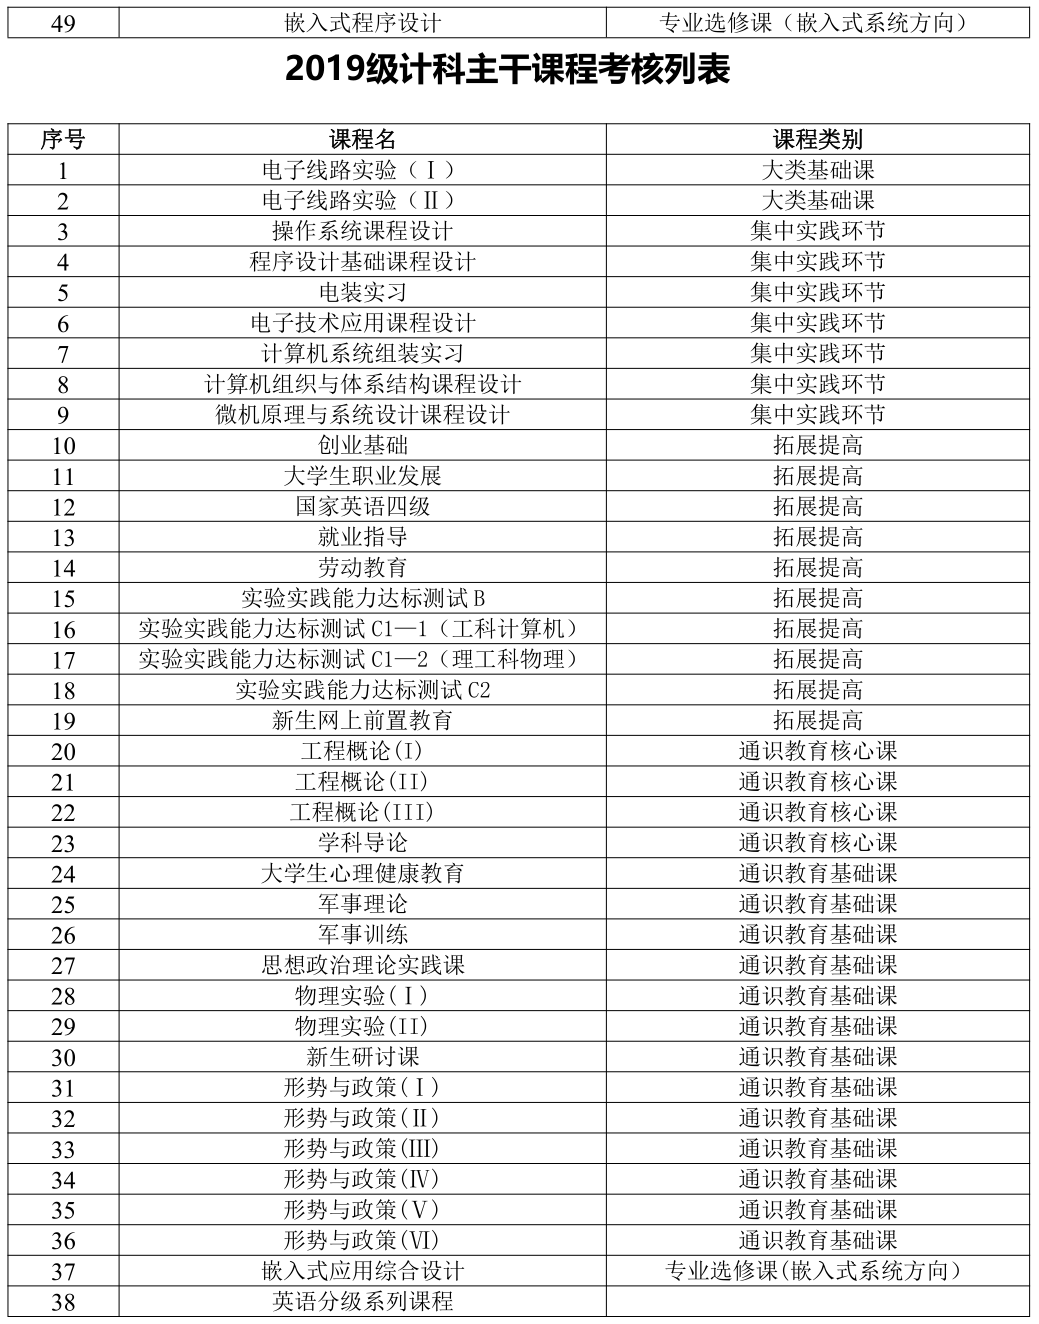 49 嵌入式程序设计 专业选修课（嵌入式系统方向）
2019级计科主干课程考核列表
序号 课程名 课程类别
1 电子线路实验（Ⅰ） 大类基础课
2 电子线路实验（Ⅱ） 大类基础课
3 操作系统课程设计 集中实践环节
4 程序设计基础课程设计 集中实践环节
5 电装实习 集中实践环节
6 电子技术应用课程设计 集中实践环节
7 计算机系统组装实习 集中实践环节
8 计算机组织与体系结构课程设计 集中实践环节
9 微机原理与系统设计课程设计 集中实践环节
10 创业基础 拓展提高
11 大学生职业发展 拓展提高
12 国家英语四级 拓展提高
13 就业指导 拓展提高
14 劳动教育 拓展提高
15 实验实践能力达标测试 B 拓展提高
16 实验实践能力达标测试 C1—1（工科计算机） 拓展提高
17 实验实践能力达标测试 C1—2（理工科物理） 拓展提高
18 实验实践能力达标测试 C2 拓展提高
19 新生网上前置教育 拓展提高
20 工程概论(I) 通识教育核心课
21 工程概论(II) 通识教育核心课
22 工程概论(III) 通识教育核心课
23 学科导论 通识教育核心课
24 大学生心理健康教育 通识教育基础课
25 军事理论 通识教育基础课
26 军事训练 通识教育基础课
27 思想政治理论实践课 通识教育基础课
28 物理实验(Ⅰ) 通识教育基础课
29 物理实验(II) 通识教育基础课
30 新生研讨课 通识教育基础课
31 形势与政策(Ⅰ) 通识教育基础课
32 形势与政策(Ⅱ) 通识教育基础课
33 形势与政策(Ⅲ) 通识教育基础课
34 形势与政策(Ⅳ) 通识教育基础课
35 形势与政策(Ⅴ) 通识教育基础课
36 形势与政策(Ⅵ) 通识教育基础课
37 嵌入式应用综合设计 专业选修课(嵌入式系统方向）
38 英语分级系列课程